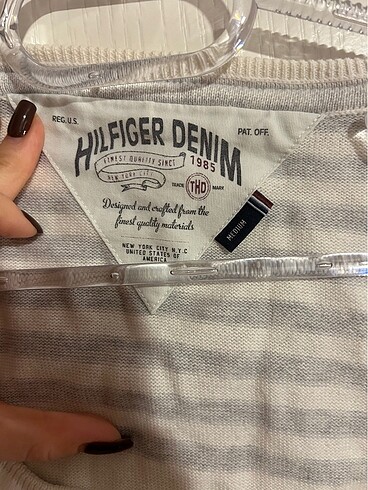 REG. U.S.
PAT. OFF.
HILFIGER DENIM
FINEST QUALITY SINCE 1985
NEW YORK CITY
TRADE THD MARK
Designed and crafted from the
finest quality materials
MEDIUM
NEW YORK CITY N.Y.C
UNITED STATES OF
AMERICA